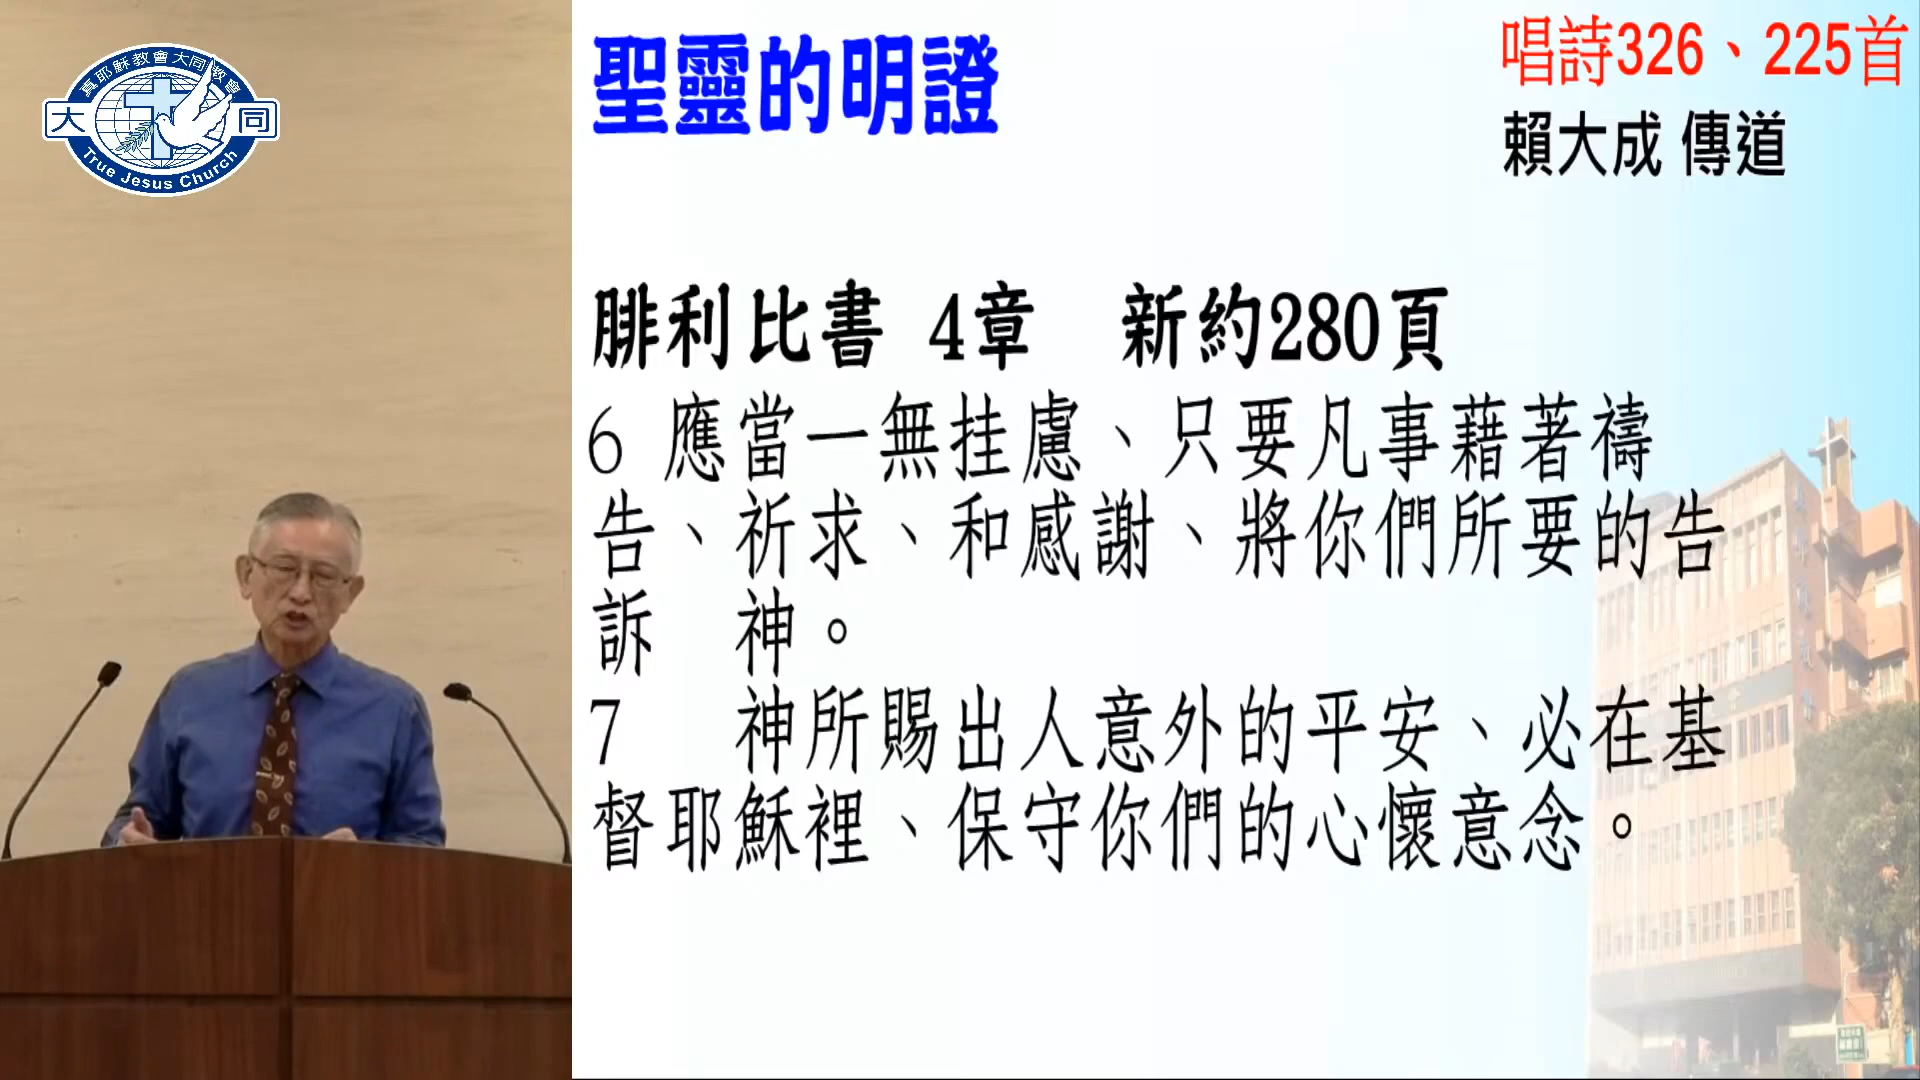 真耶穌教會大同教會
大同
True Jesus Church
聖靈的明證
唱詩326、225首
賴大成 傳道
腓利比書 4章 新約280頁
6 應當一無挂慮、只要凡事藉著禱
告、祈求、和感謝、將你們所要的告
訴 神。
7 神所賜出人意外的平安、必在基
督耶穌裡、保守你們的心懷意念。